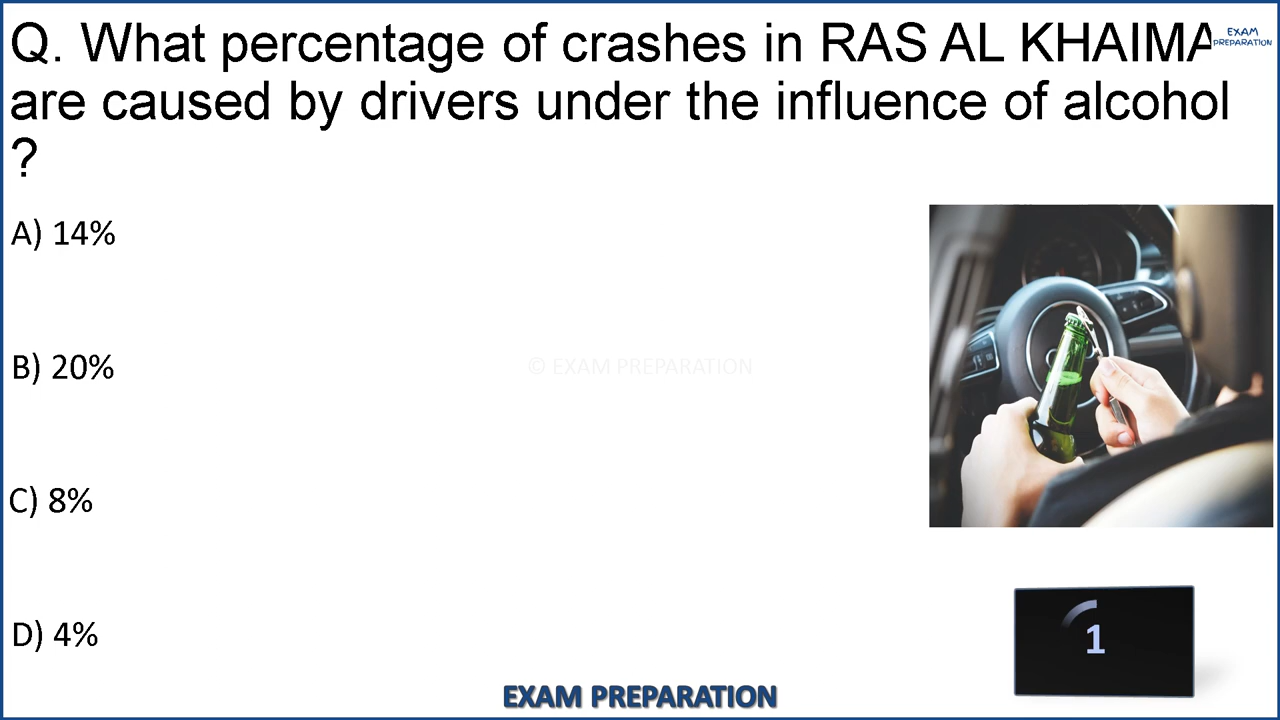 Q. What percentage of crashes in RAS AL KHAIMA
EXAM
PREPARATION
are caused by drivers under the influence of alcohol
?
A) 14%
B) 20%
© EXAM PREPARATION
C) 8%
D) 4%
1
EXAM PREPARATION